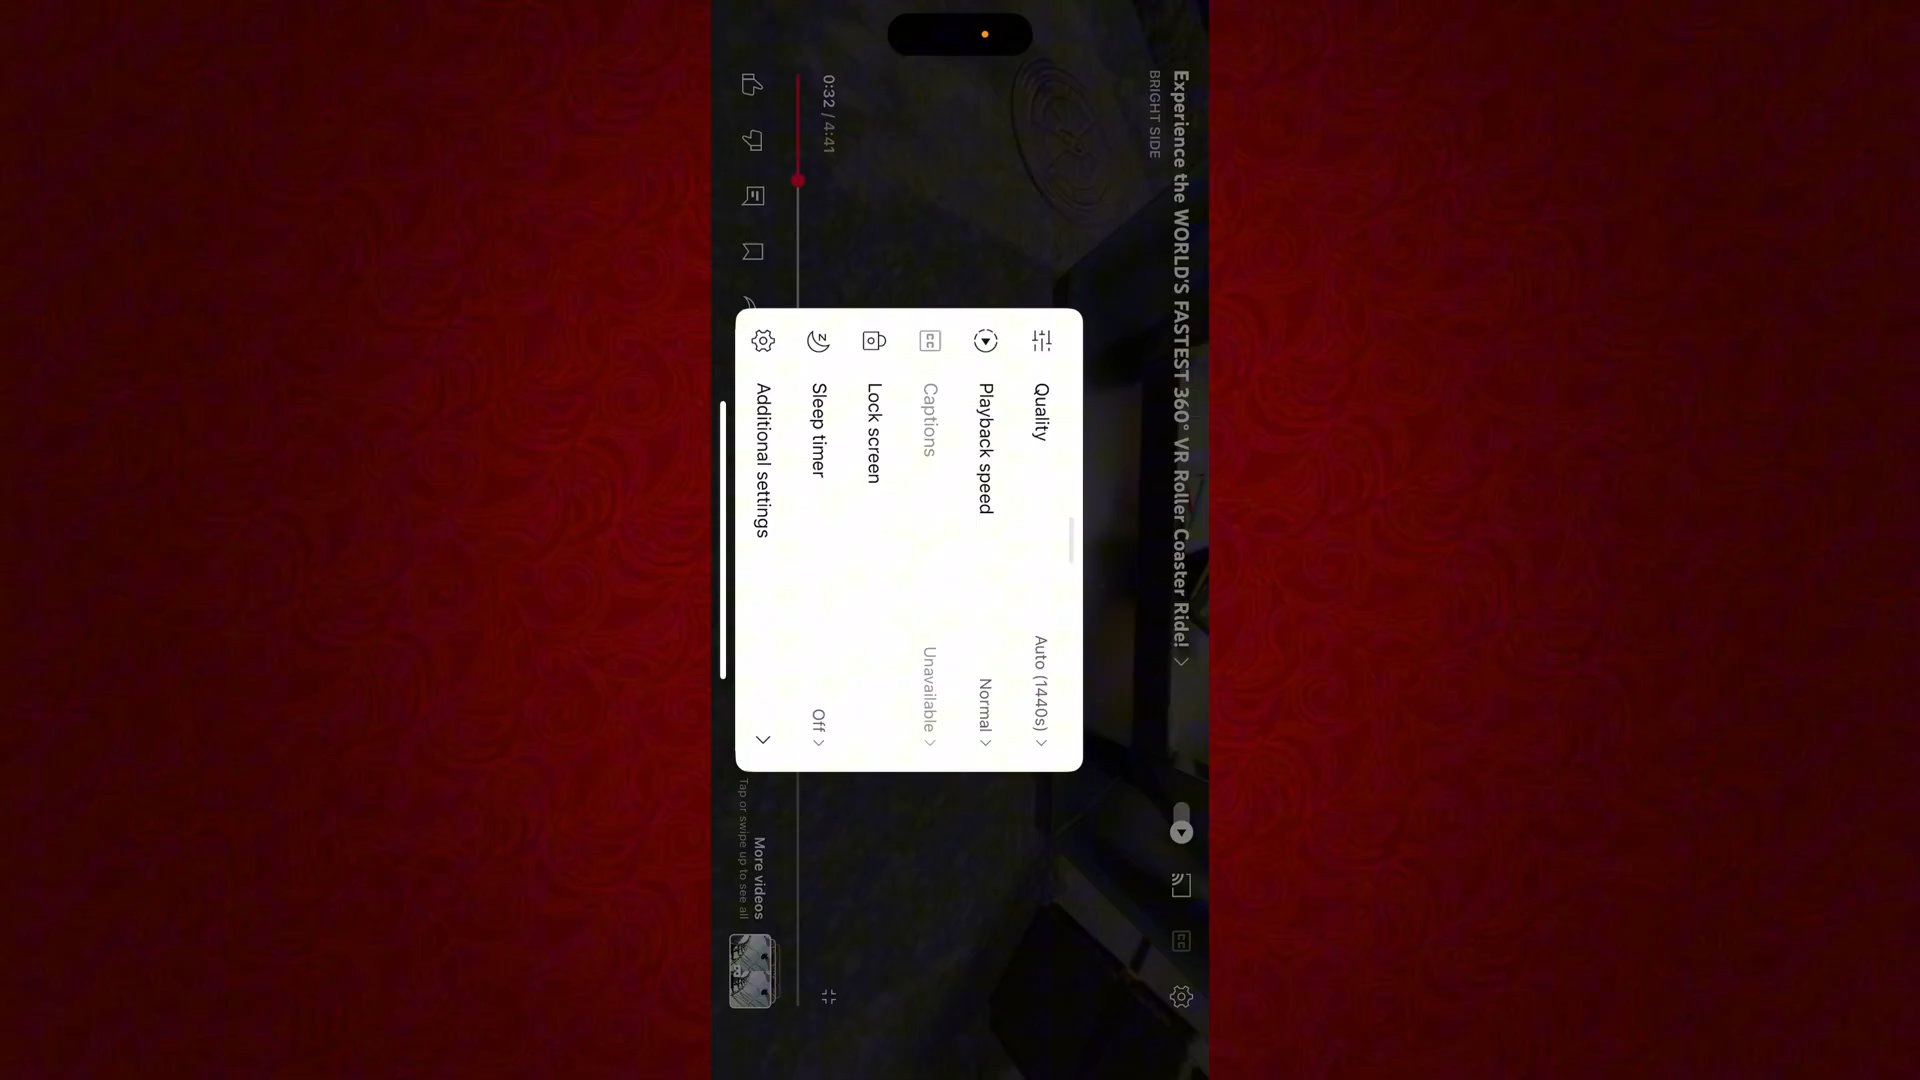 Experience the WORLD'S FASTEST 360° VR Roller Coaster Ride!
BRIGHT SIDE
Quality Auto (1440s)
Playback speed Normal
Captions Unavailable
Lock screen
Sleep timer Off
Additional settings
0:32 / 4:41
More videos
Tap or swipe up to see all